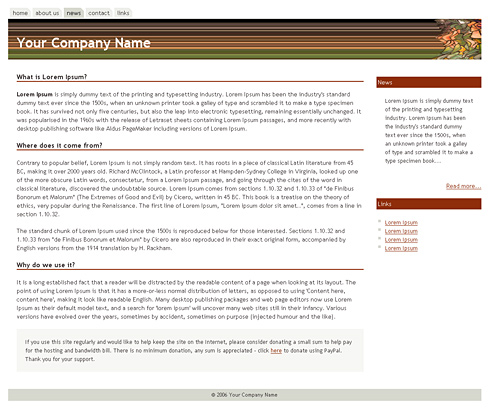 home about us news contact links
Your Company Name
What is Lorem Ipsum?
Lorem Ipsum is simply dummy text of the printing and typesetting industry. Lorem Ipsum has been the industry's standard
dummy text ever since the 1500s, when an unknown printer took a galley of type and scrambled it to make a type specimen
book. It has survived not only five centuries, but also the leap into electronic typesetting, remaining essentially unchanged. It
was popularised in the 1960s with the release of Letraset sheets containing Lorem Ipsum passages, and more recently with
desktop publishing software like Aldus PageMaker including versions of Lorem Ipsum.
Where does it come from?
Contrary to popular belief, Lorem Ipsum is not simply random text. It has roots in a piece of classical Latin literature from 45
BC, making it over 2000 years old. Richard McClintock, a Latin professor at Hampden-Sydney College in Virginia, looked up one
of the more obscure Latin words, consectetur, from a Lorem Ipsum passage, and going through the cites of the word in
classical literature, discovered the undoubtable source. Lorem Ipsum comes from sections 1.10.32 and 1.10.33 of "de Finibus
Bonorum et Malorum" (The Extremes of Good and Evil) by Cicero, written in 45 BC. This book is a treatise on the theory of
ethics, very popular during the Renaissance. The first line of Lorem Ipsum, "Lorem ipsum dolor sit amet..", comes from a line in
section 1.10.32.
The standard chunk of Lorem Ipsum used since the 1500s is reproduced below for those interested. Sections 1.10.32 and
1.10.33 from "de Finibus Bonorum et Malorum" by Cicero are also reproduced in their exact original form, accompanied by
English versions from the 1914 translation by H. Rackham.
Why do we use it?
It is a long established fact that a reader will be distracted by the readable content of a page when looking at its layout. The
point of using Lorem Ipsum is that it has a more-or-less normal distribution of letters, as opposed to using 'Content here,
content here', making it look like readable English. Many desktop publishing packages and web page editors now use Lorem
Ipsum as their default model text, and a search for 'lorem ipsum' will uncover many web sites still in their infancy. Various
versions have evolved over the years, sometimes by accident, sometimes on purpose (injected humour and the like).
If you use this site regularly and would like to help keep the site on the Internet, please consider donating a small sum to help pay
for the hosting and bandwidth bill. There is no minimum donation, any sum is appreciated - click here to donate using PayPal.
Thank you for your support.
News
Lorem Ipsum is simply dummy text of
the printing and typesetting industry.
Lorem Ipsum has been
the industry's standard dummy text
ever since the 1500s, when
an unknown printer took a galley
of type and scrambled it to make a
type specimen book....
Read more...
Links
Lorem Ipsum
Lorem Ipsum
Lorem Ipsum
Lorem Ipsum
© 2006 Your Company Name